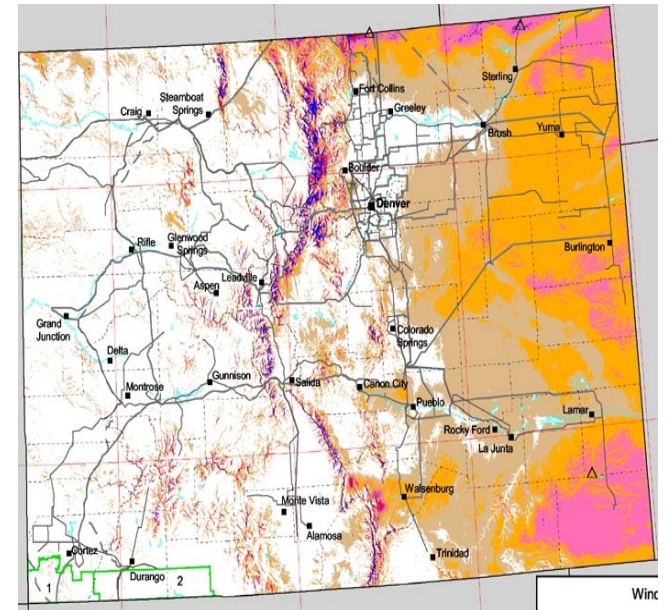 Sterling
Fort Collins
Steamboat
Springs
Craig
Greeley
Brush
Yuma
Boulder
Denver
Rifle
Glenwood
Springs
Burlington
Leadville
Aspen
Grand
Junction
Colorado
Springs
Delta
Gunnison
Salida
Canon City
Montrose
Pueblo
Lamar
Rocky Ford
La Junta
Walsenburg
Monte Vista
Alamosa
Cortez
Trinidad
Durango
1
2
Wind